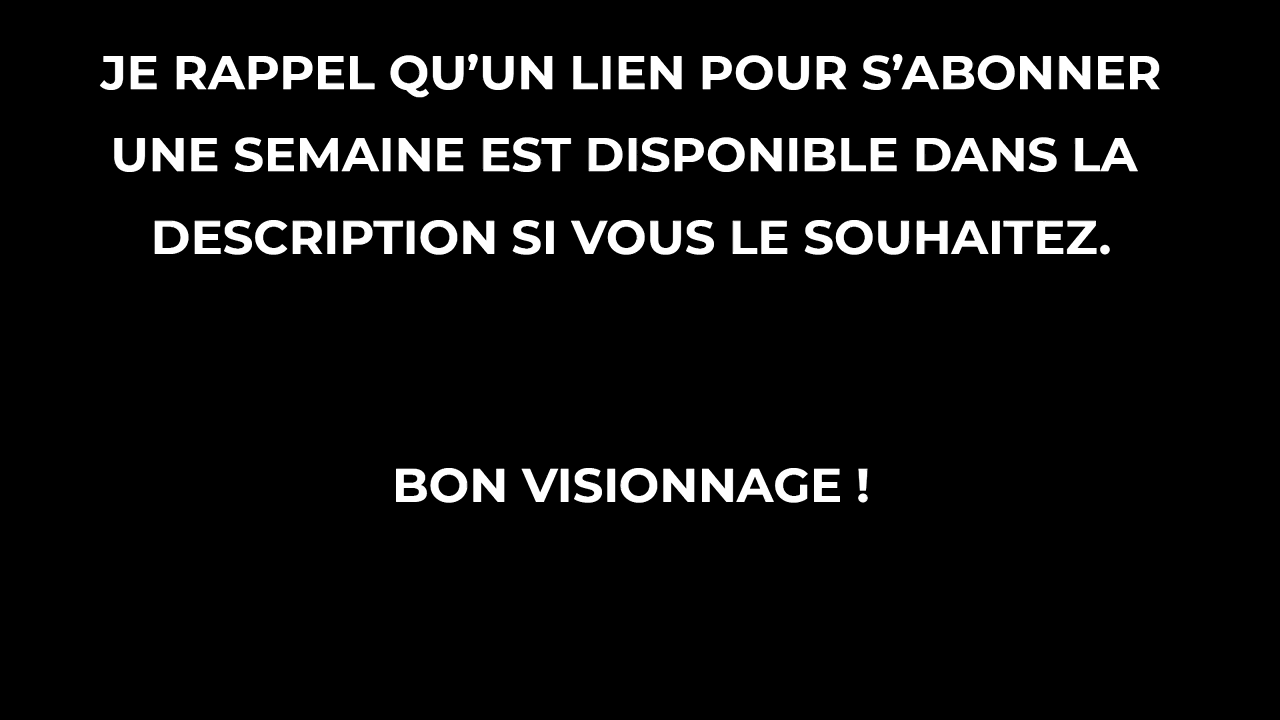 JE RAPPEL QU’UN LIEN POUR S’ABONNER
UNE SEMAINE EST DISPONIBLE DANS LA
DESCRIPTION SI VOUS LE SOUHAITEZ.
BON VISIONNAGE !